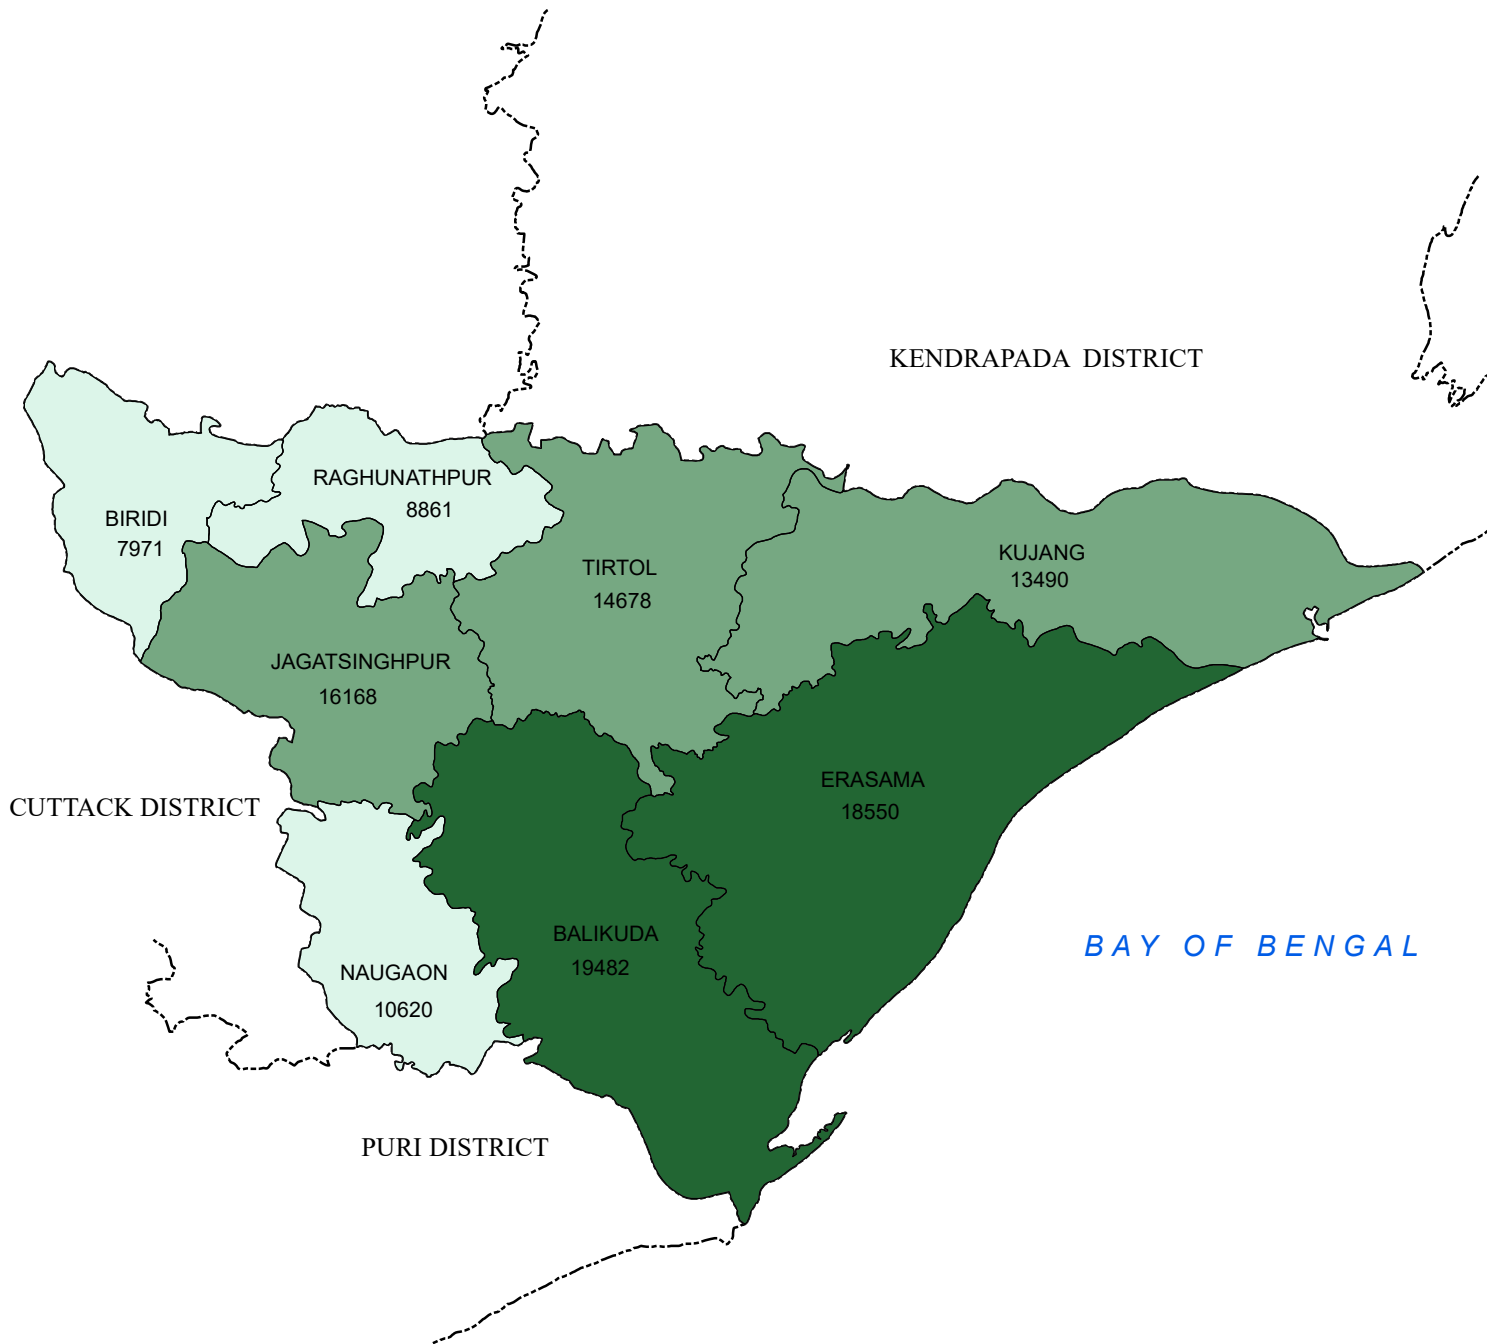 KENDRAPADA DISTRICT
RAGHUNATHPUR
8861
BIRIDI
7971
TIRTOL
14678
KUJANG
13490
JAGATSINGHPUR
16168
ERASAMA
18550
CUTTACK DISTRICT
BALIKUDA
19482
BAY OF BENGAL
NAUGAON
10620
PURI DISTRICT